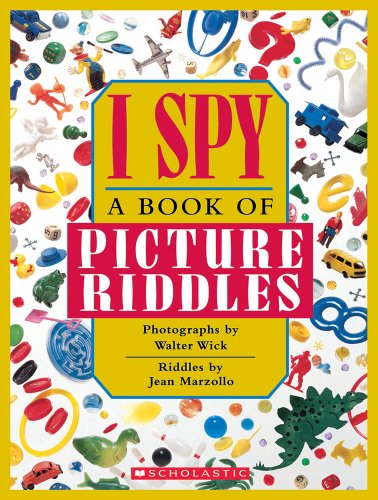 I SPY
A BOOK OF
PICTURE
RIDDLES
Photographs by
Walter Wick
Riddles by
Jean Marzollo
SCHOLASTIC